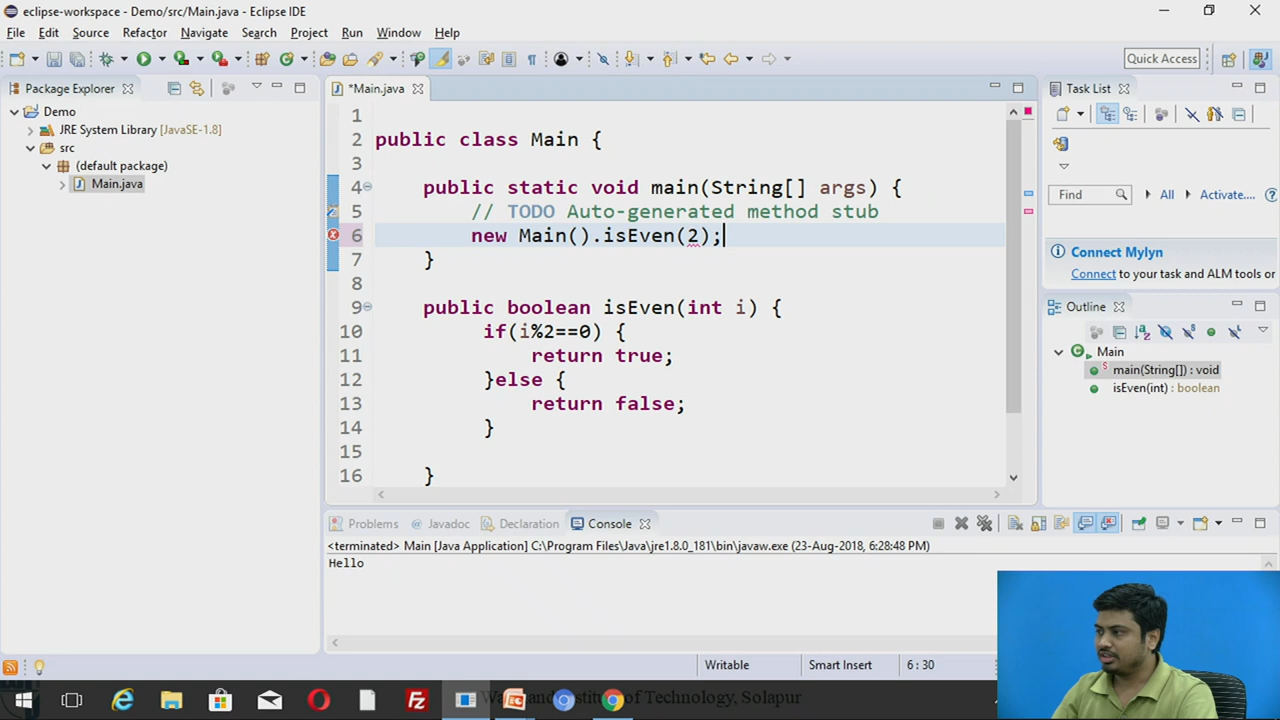 eclipse-workspace - Demo/src/Main.java - Eclipse IDE
File Edit Source Refactor Navigate Search Project Run Window Help
Quick Access
Package Explorer
*Main.java
Task List
Demo
JRE System Library [JavaSE-1.8]
src
(default package)
Main.java
1
2 public class Main {
3
4 public static void main(String[] args) {
5 // TODO Auto-generated method stub
6 new Main().isEven(2);
7 }
8
9 public boolean isEven(int i) {
10 if(i%2==0) {
11 return true;
12 }else {
13 return false;
14 }
15
16 }
Find All Activate...
Connect Mylyn
Connect to your task and ALM tools or
Outline
Main
main(String[]) : void
isEven(int) : boolean
Problems @ Javadoc Declaration Console
<terminated> Main [Java Application] C:\Program Files\Java\jre1.8.0_181\bin\javaw.exe (23-Aug-2018, 6:28:48 PM)
Hello
Writable Smart Insert 6 : 30
Institute of Technology, Solapur